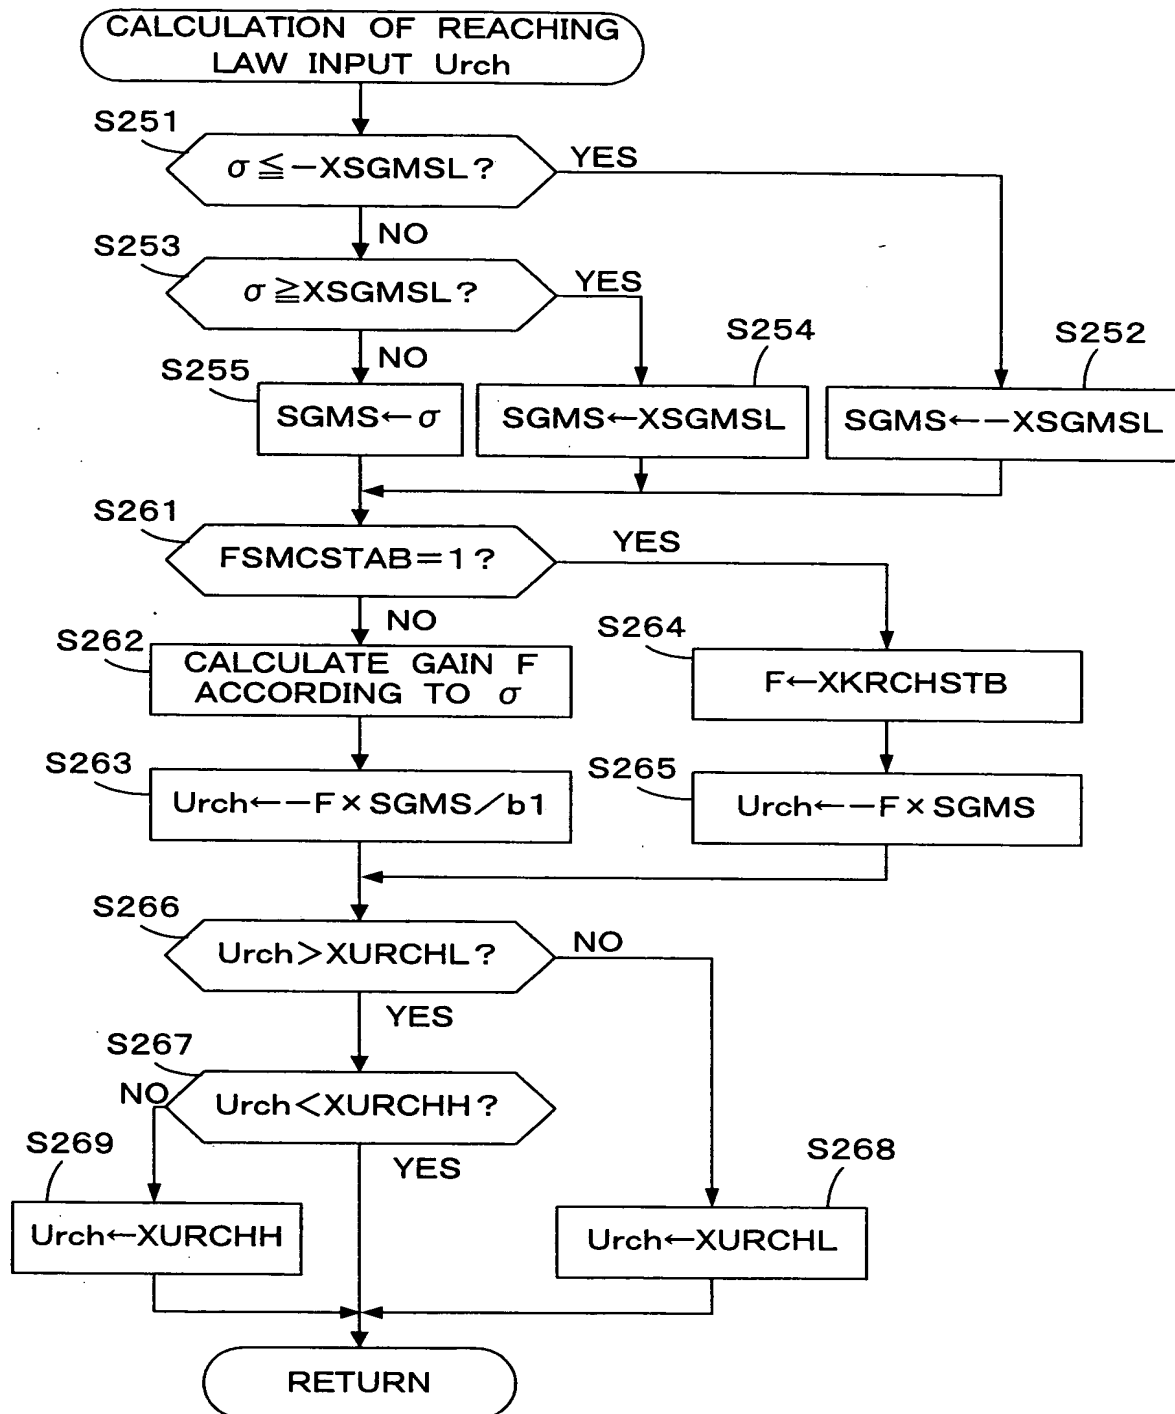 CALCULATION OF REACHING
LAW INPUT Urch
S251
σ≦−XSGMSL?
YES
NO
S253
σ≧XSGMSL?
YES
NO
S255
SGMS←σ
S254
SGMS←XSGMSL
S252
SGMS←−XSGMSL
S261
FSMCSTAB=1?
YES
NO
S262
CALCULATE GAIN F
ACCORDING TO σ
S264
F←XKRCHSTB
S263
Urch←−F×SGMS/b1
S265
Urch←−F×SGMS
S266
Urch>XURCHL?
NO
YES
S267
NO
Urch<XURCHH?
YES
S269
Urch←XURCHH
S268
Urch←XURCHL
RETURN